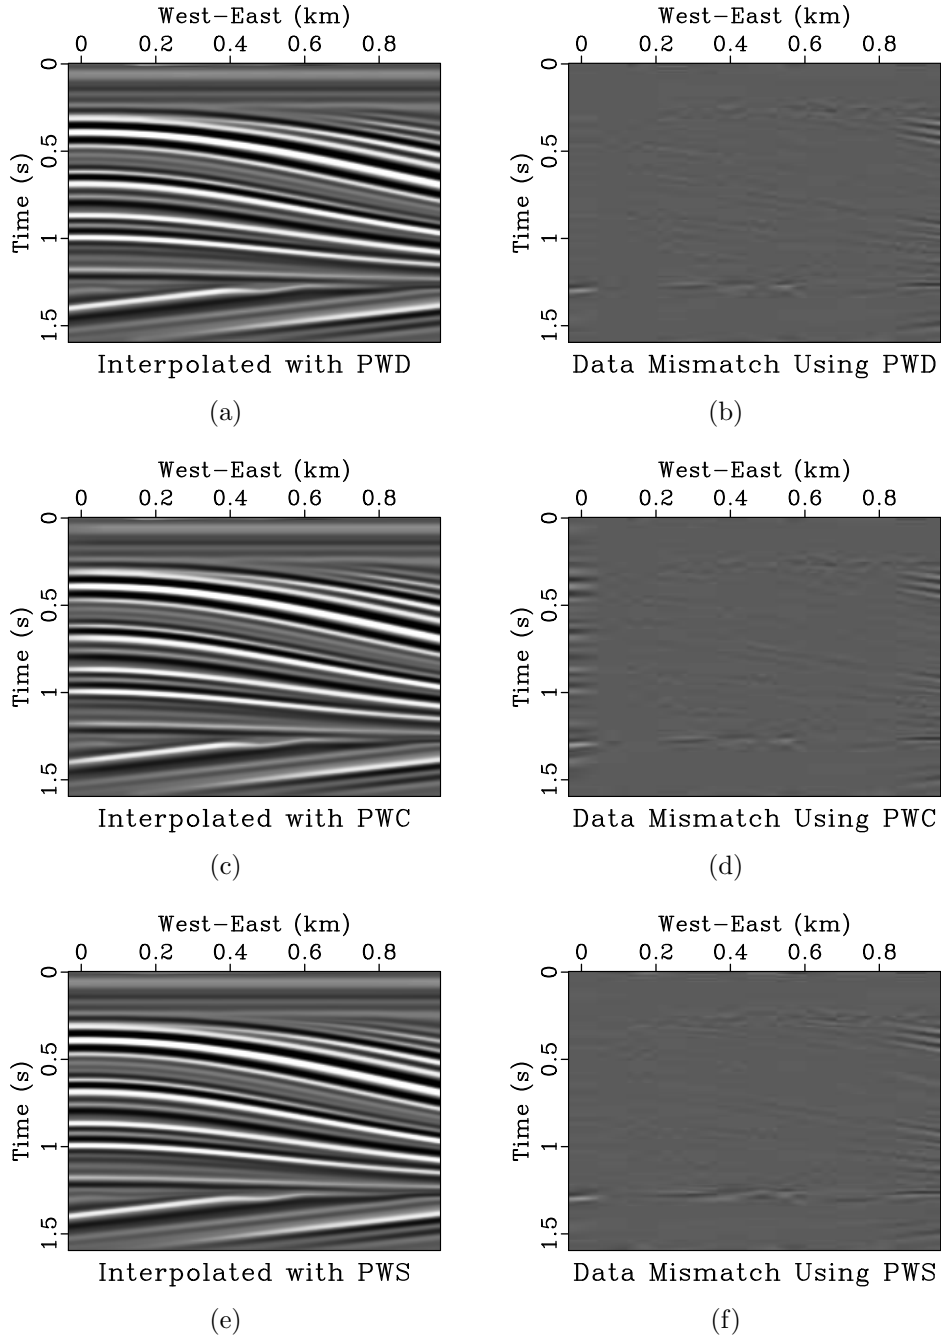 West−East (km)
0 0.2 0.4 0.6 0.8
Time (s)
0 0.5 1 1.5
Interpolated with PWD
(a)
West−East (km)
0 0.2 0.4 0.6 0.8
Time (s)
0 0.5 1 1.5
Data Mismatch Using PWD
(b)
West−East (km)
0 0.2 0.4 0.6 0.8
Time (s)
0 0.5 1 1.5
Interpolated with PWC
(c)
West−East (km)
0 0.2 0.4 0.6 0.8
Time (s)
0 0.5 1 1.5
Data Mismatch Using PWC
(d)
West−East (km)
0 0.2 0.4 0.6 0.8
Time (s)
0 0.5 1 1.5
Interpolated with PWS
(e)
West−East (km)
0 0.2 0.4 0.6 0.8
Time (s)
0 0.5 1 1.5
Data Mismatch Using PWS
(f)